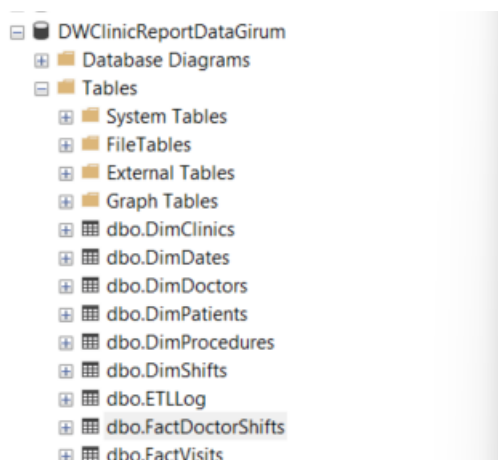 DWClinicReportDataGirum
Database Diagrams
Tables
System Tables
FileTables
External Tables
Graph Tables
dbo.DimClinics
dbo.DimDates
dbo.DimDoctors
dbo.DimPatients
dbo.DimProcedures
dbo.DimShifts
dbo.ETLLog
dbo.FactDoctorShifts
dbo.FactVisits